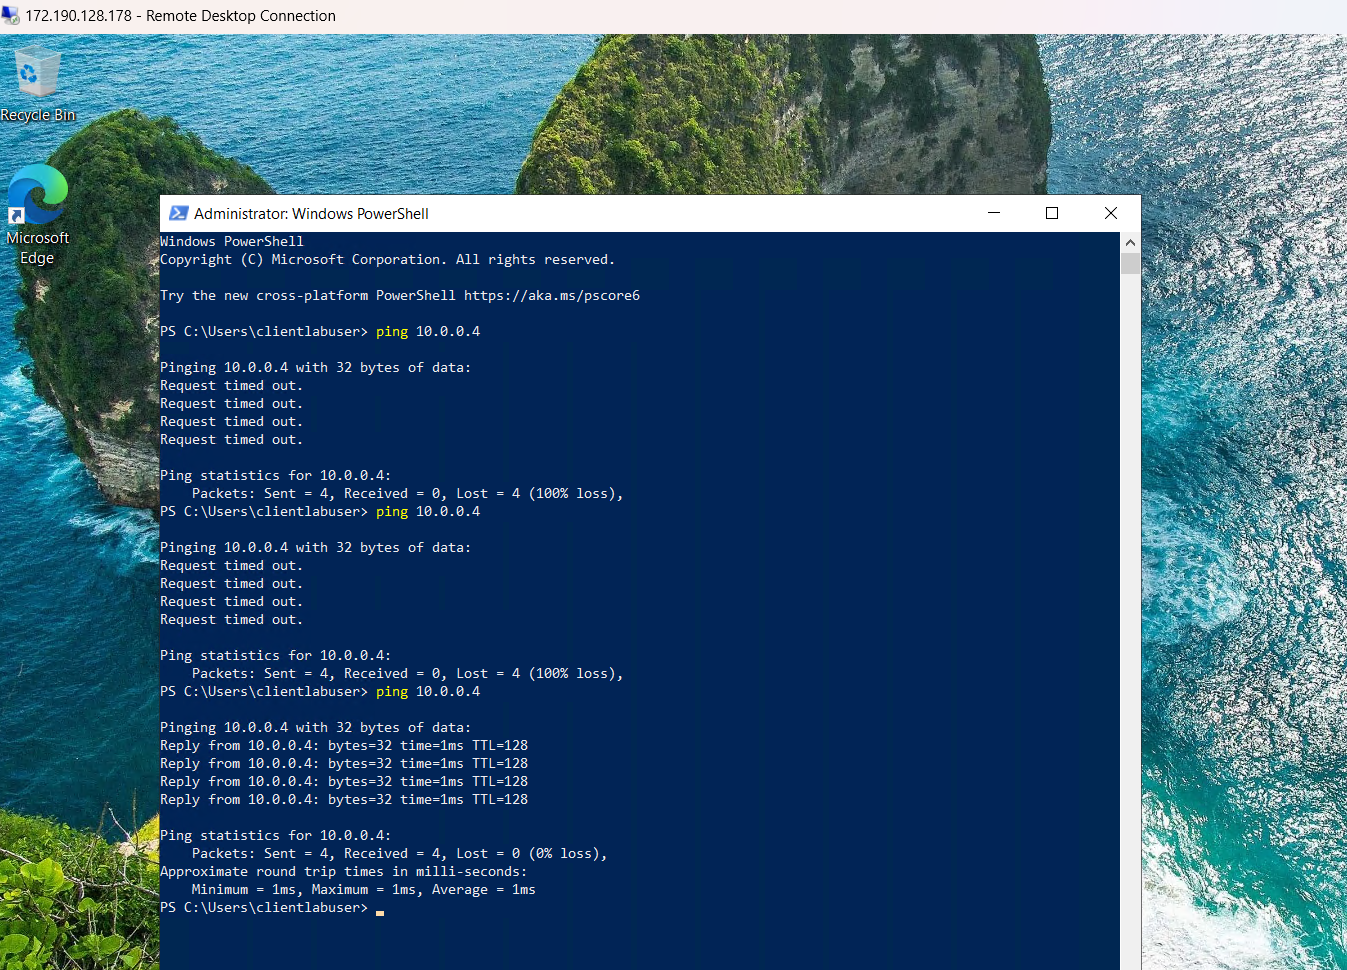 172.190.128.178 - Remote Desktop Connection
Recycle Bin
Microsoft
Edge
Administrator: Windows PowerShell
Windows PowerShell
Copyright (C) Microsoft Corporation. All rights reserved.
Try the new cross-platform PowerShell https://aka.ms/pscore6
PS C:\Users\clientlabuser> ping 10.0.0.4
Pinging 10.0.0.4 with 32 bytes of data:
Request timed out.
Request timed out.
Request timed out.
Request timed out.
Ping statistics for 10.0.0.4:
    Packets: Sent = 4, Received = 0, Lost = 4 (100% loss),
PS C:\Users\clientlabuser> ping 10.0.0.4
Pinging 10.0.0.4 with 32 bytes of data:
Request timed out.
Request timed out.
Request timed out.
Request timed out.
Ping statistics for 10.0.0.4:
    Packets: Sent = 4, Received = 0, Lost = 4 (100% loss),
PS C:\Users\clientlabuser> ping 10.0.0.4
Pinging 10.0.0.4 with 32 bytes of data:
Reply from 10.0.0.4: bytes=32 time=1ms TTL=128
Reply from 10.0.0.4: bytes=32 time=1ms TTL=128
Reply from 10.0.0.4: bytes=32 time=1ms TTL=128
Reply from 10.0.0.4: bytes=32 time=1ms TTL=128
Ping statistics for 10.0.0.4:
    Packets: Sent = 4, Received = 4, Lost = 0 (0% loss),
Approximate round trip times in milli-seconds:
    Minimum = 1ms, Maximum = 1ms, Average = 1ms
PS C:\Users\clientlabuser>